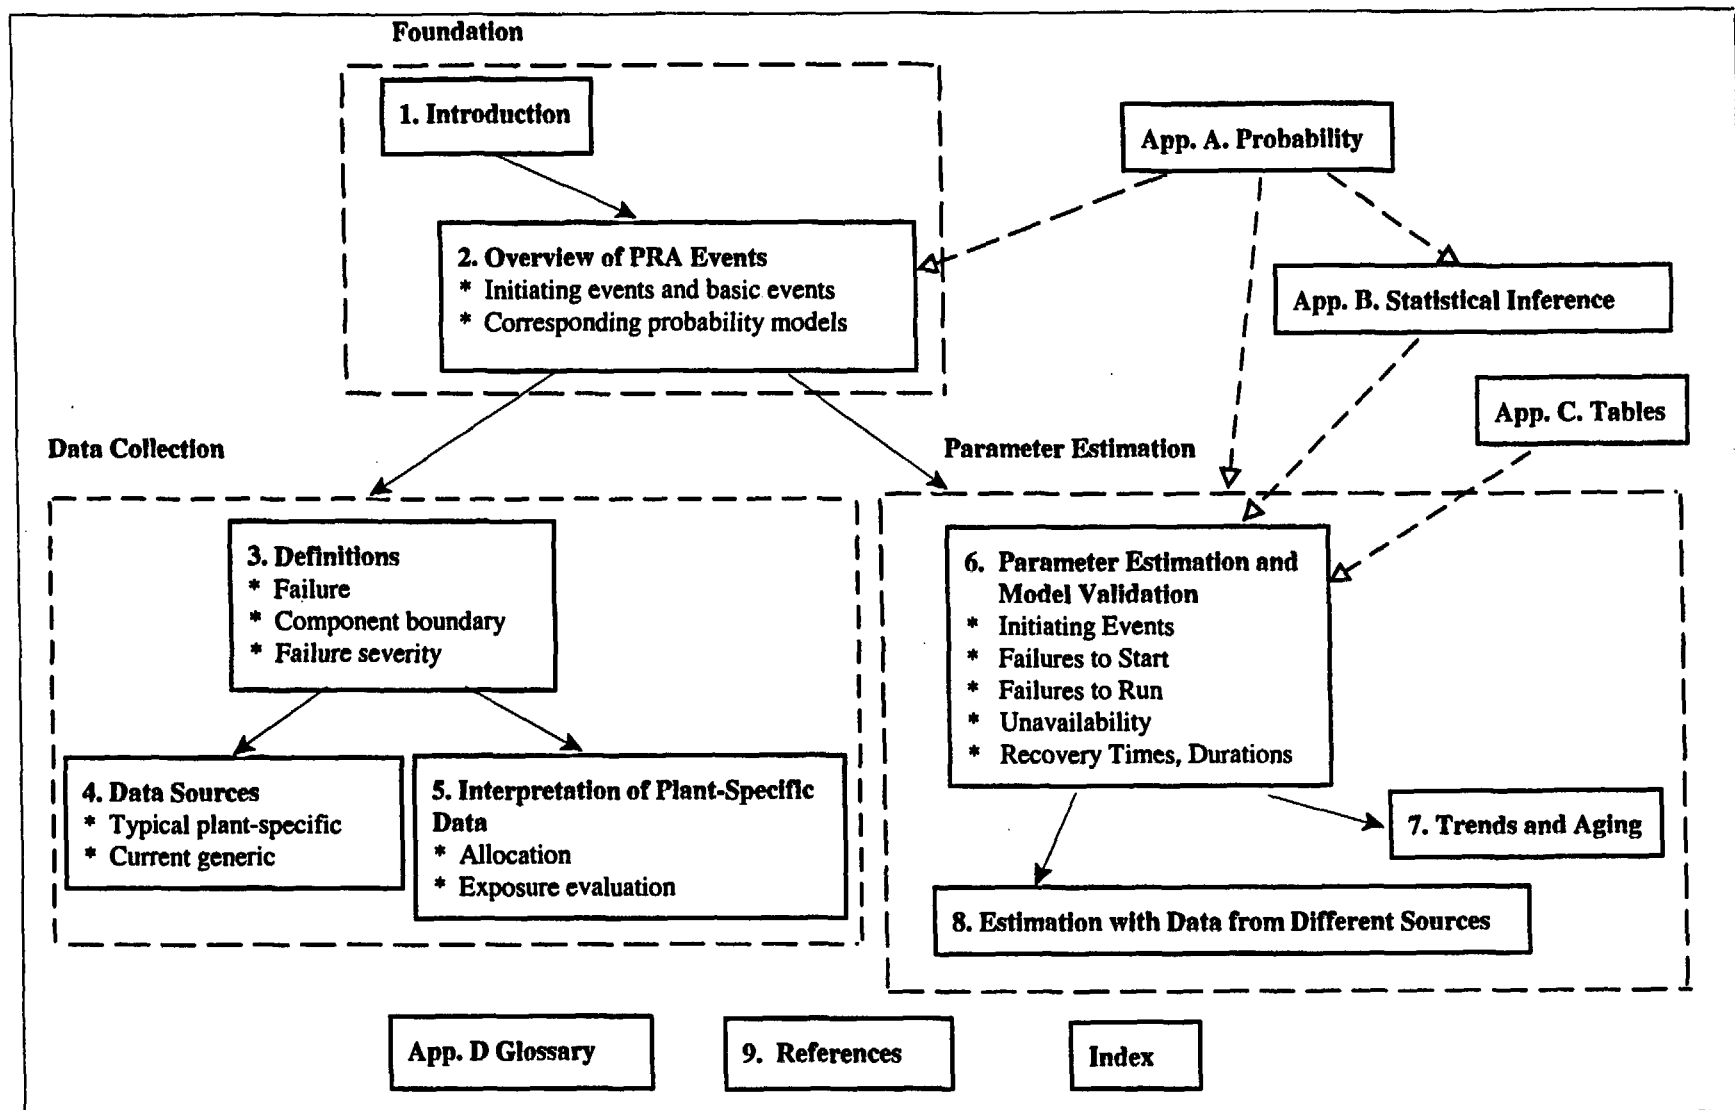 Foundation
1. Introduction
App. A. Probability
2. Overview of PRA Events
* Initiating events and basic events
* Corresponding probability models
App. B. Statistical Inference
App. C. Tables
Data Collection
Parameter Estimation
3. Definitions
* Failure
* Component boundary
* Failure severity
4. Data Sources
* Typical plant-specific
* Current generic
5. Interpretation of Plant-Specific
Data
* Allocation
* Exposure evaluation
6. Parameter Estimation and
Model Validation
* Initiating Events
* Failures to Start
* Failures to Run
* Unavailability
* Recovery Times, Durations
7. Trends and Aging
8. Estimation with Data from Different Sources
App. D Glossary
9. References
Index